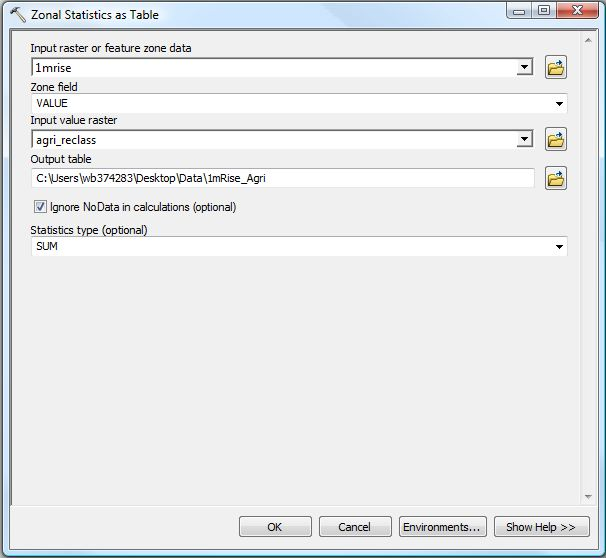 Zonal Statistics as Table
Input raster or feature zone data
1mrise
Zone field
VALUE
Input value raster
agri_reclass
Output table
C:\Users\wb374283\Desktop\Data\1mRise_Agri
Ignore NoData in calculations (optional)
Statistics type (optional)
SUM
OK
Cancel
Environments...
Show Help >>